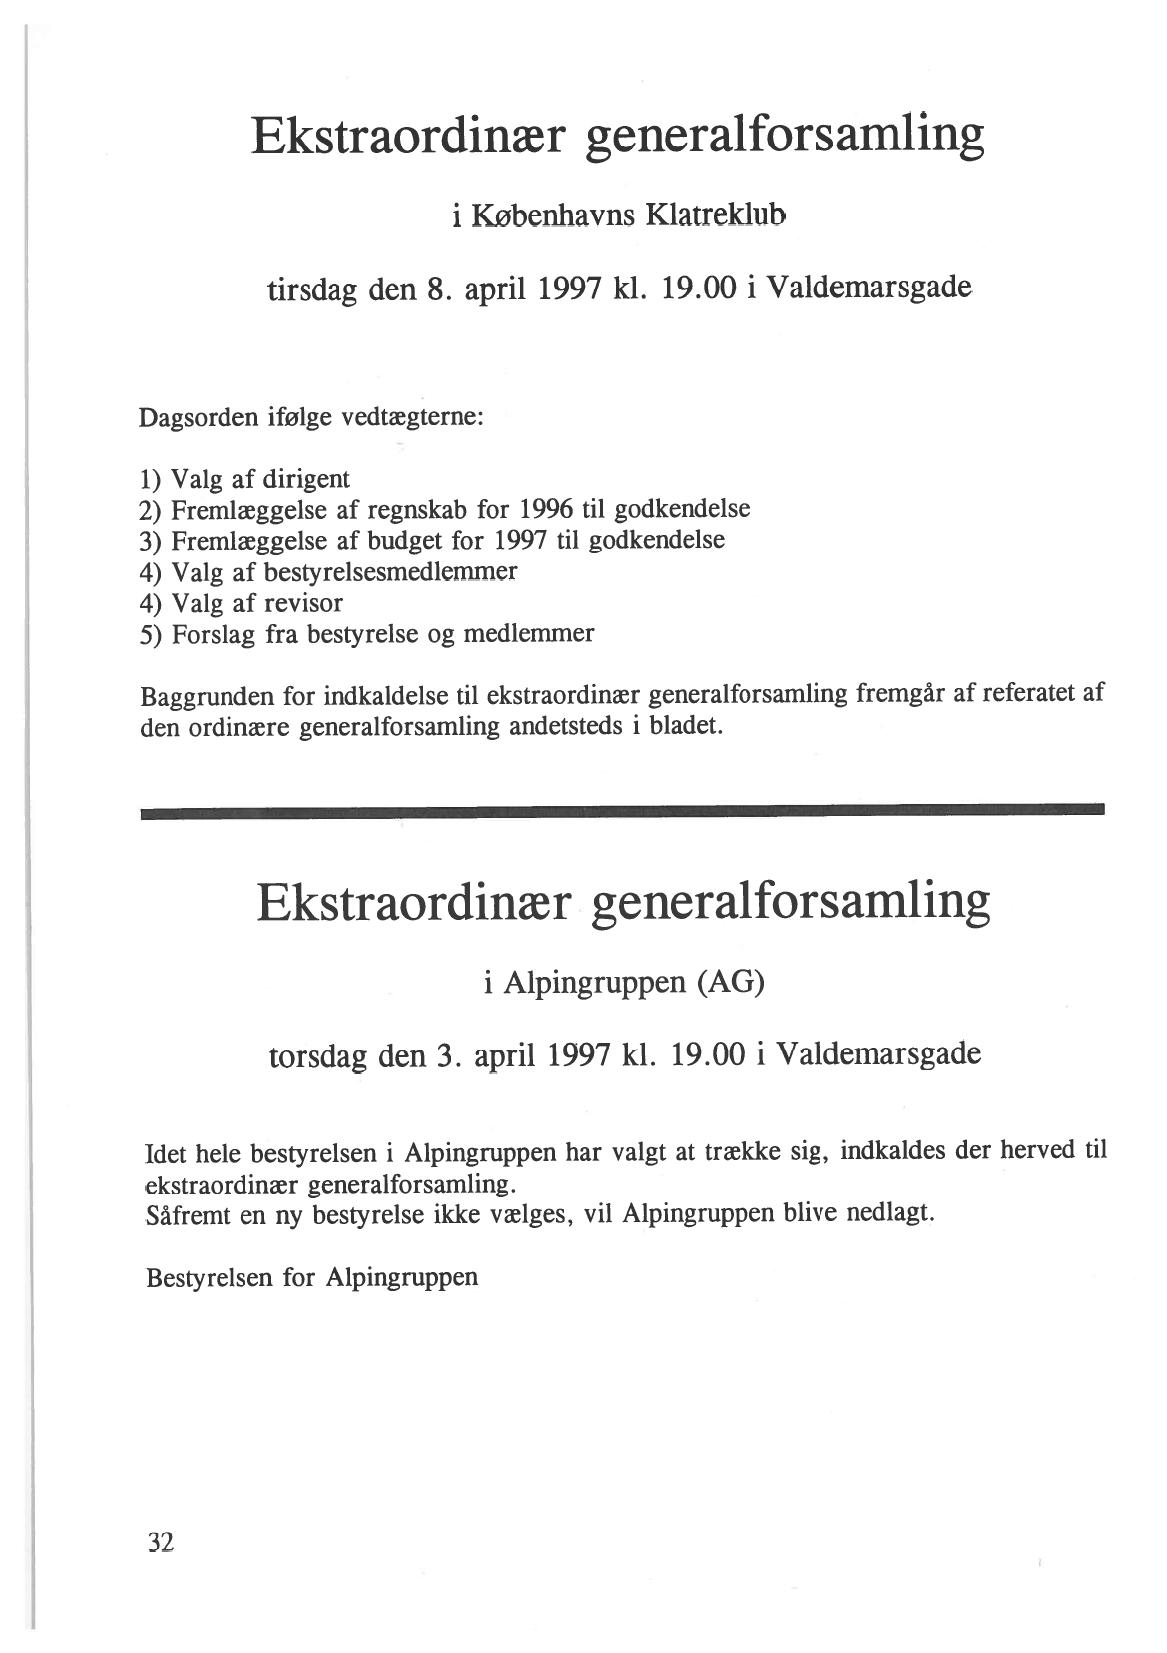 Ekstraordinær generalforsamling
i Københavns Klatreklub
tirsdag den 8. april 1997 kl. 19.00 i Valdemarsgade
Dagsorden ifølge vedtægterne:
1) Valg af dirigent
2) Fremlæggelse af regnskab for 1996 til godkendelse
3) Fremlæggelse af budget for 1997 til godkendelse
4) Valg af bestyrelsesmedlemmer
4) Valg af revisor
5) Forslag fra bestyrelse og medlemmer
Baggrunden for indkaldelse til ekstraordinær generalforsamling fremgår af referatet af
den ordinære generalforsamling andetsteds i bladet.
Ekstraordinær generalforsamling
i Alpingruppen (AG)
torsdag den 3. april 1997 kl. 19.00 i Valdemarsgade
Idet hele bestyrelsen i Alpingruppen har valgt at trække sig, indkaldes der herved til
ekstraordinær generalforsamling.
Såfremt en ny bestyrelse ikke vælges, vil Alpingruppen blive nedlagt.
Bestyrelsen for Alpingruppen
32